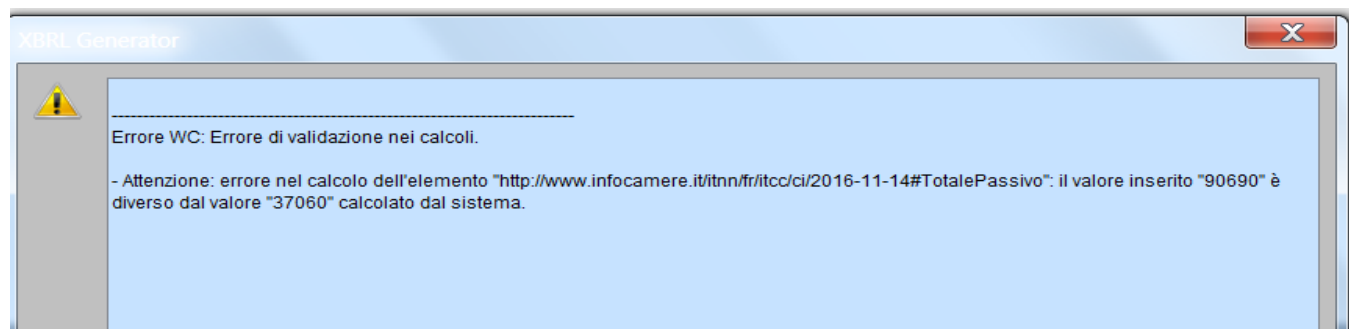 XBRL Generator
------------------------------------------------------------------------
Errore WC: Errore di validazione nei calcoli.
- Attenzione: errore nel calcolo dell'elemento "http://www.infocamere.it/itnn/fr/itcc/ci/2016-11-14#TotalePassivo": il valore inserito "90690" è
diverso dal valore "37060" calcolato dal sistema.